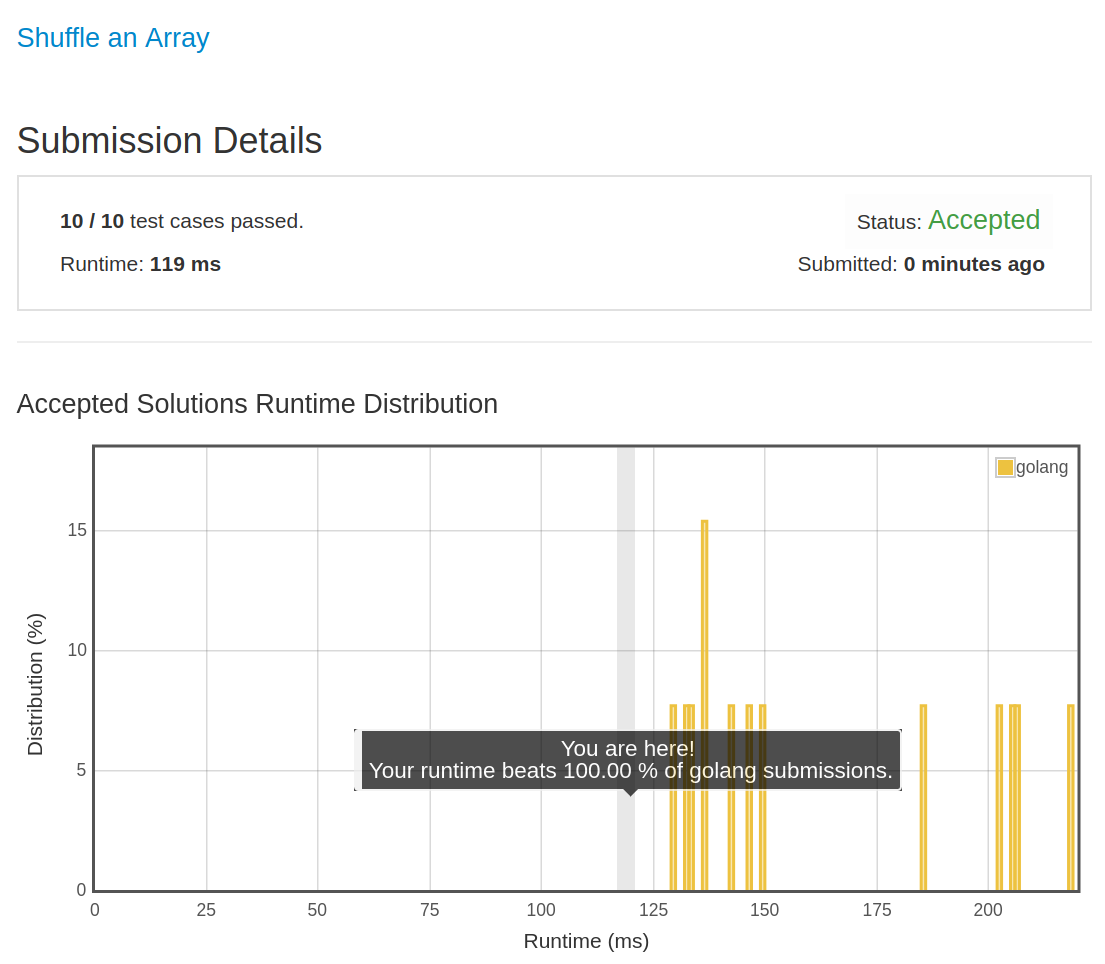 Shuffle an Array
Submission Details
10 / 10 test cases passed.
Status: Accepted
Runtime: 119 ms
Submitted: 0 minutes ago
Accepted Solutions Runtime Distribution
golang
15
10
5
0
Distribution (%)
You are here!
Your runtime beats 100.00 % of golang submissions.
0 25 50 75 100 125 150 175 200
Runtime (ms)